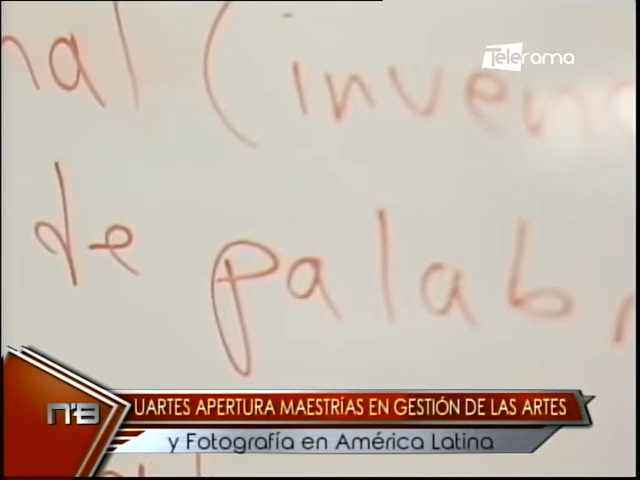 Telerama
nal (inven
de palab
N'B
UARTES APERTURA MAESTRÍAS EN GESTIÓN DE LAS ARTES
y Fotografía en América Latina